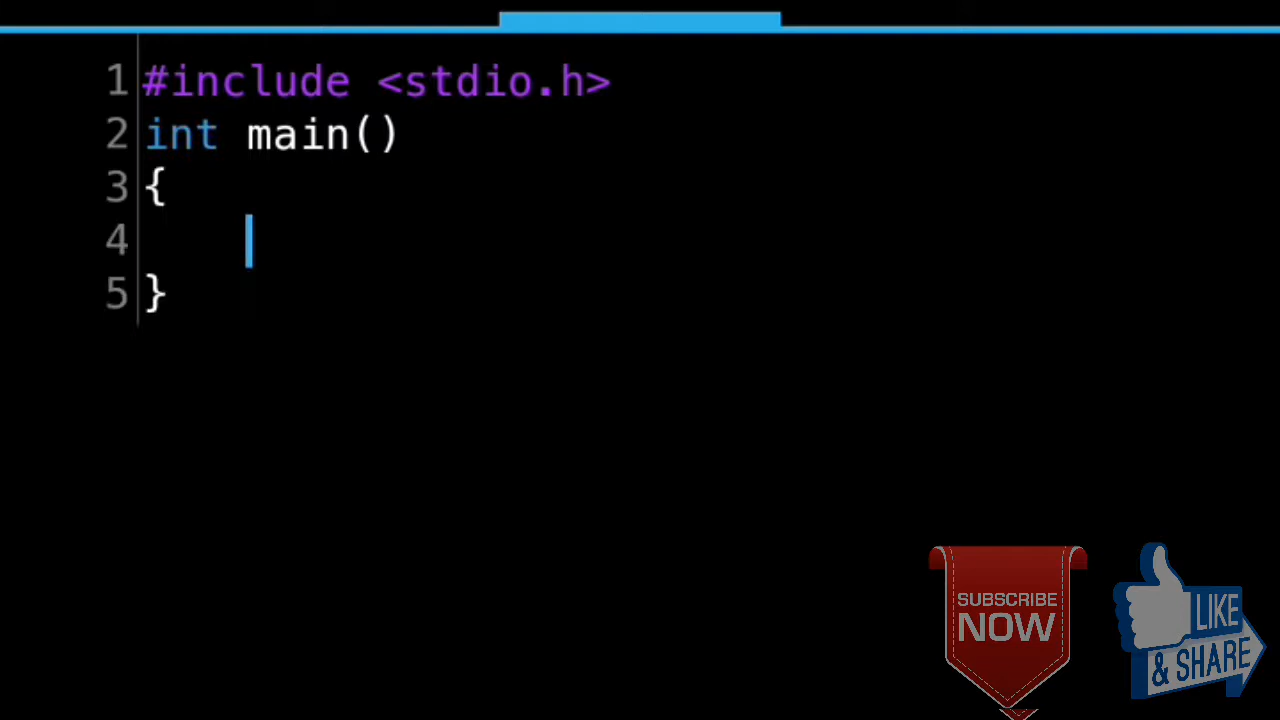 1 #include <stdio.h>
2 int main()
3 {
4
5 }
SUBSCRIBE
NOW
LIKE
& SHARE